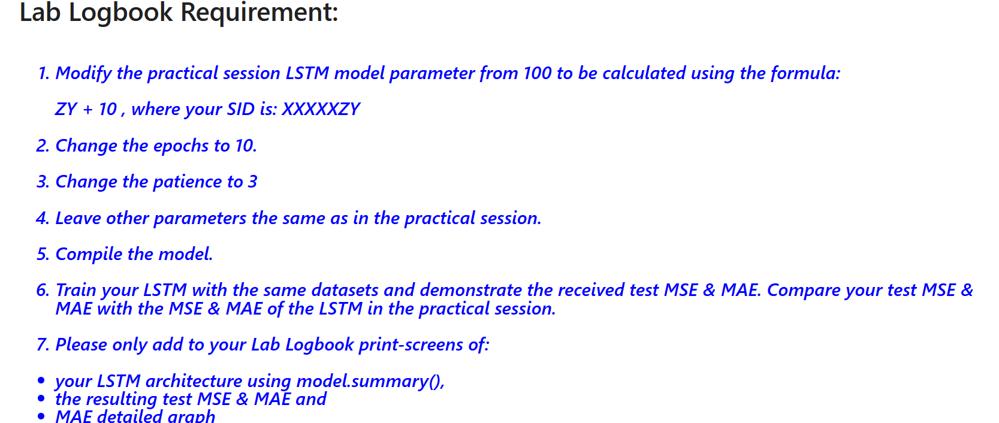 Lab Logbook Requirement:
1. Modify the practical session LSTM model parameter from 100 to be calculated using the formula:
ZY + 10 , where your SID is: XXXXXZY
2. Change the epochs to 10.
3. Change the patience to 3
4. Leave other parameters the same as in the practical session.
5. Compile the model.
6. Train your LSTM with the same datasets and demonstrate the received test MSE & MAE. Compare your test MSE &
MAE with the MSE & MAE of the LSTM in the practical session.
7. Please only add to your Lab Logbook print-screens of:
• your LSTM architecture using model.summary(),
• the resulting test MSE & MAE and
• MAE detailed graph